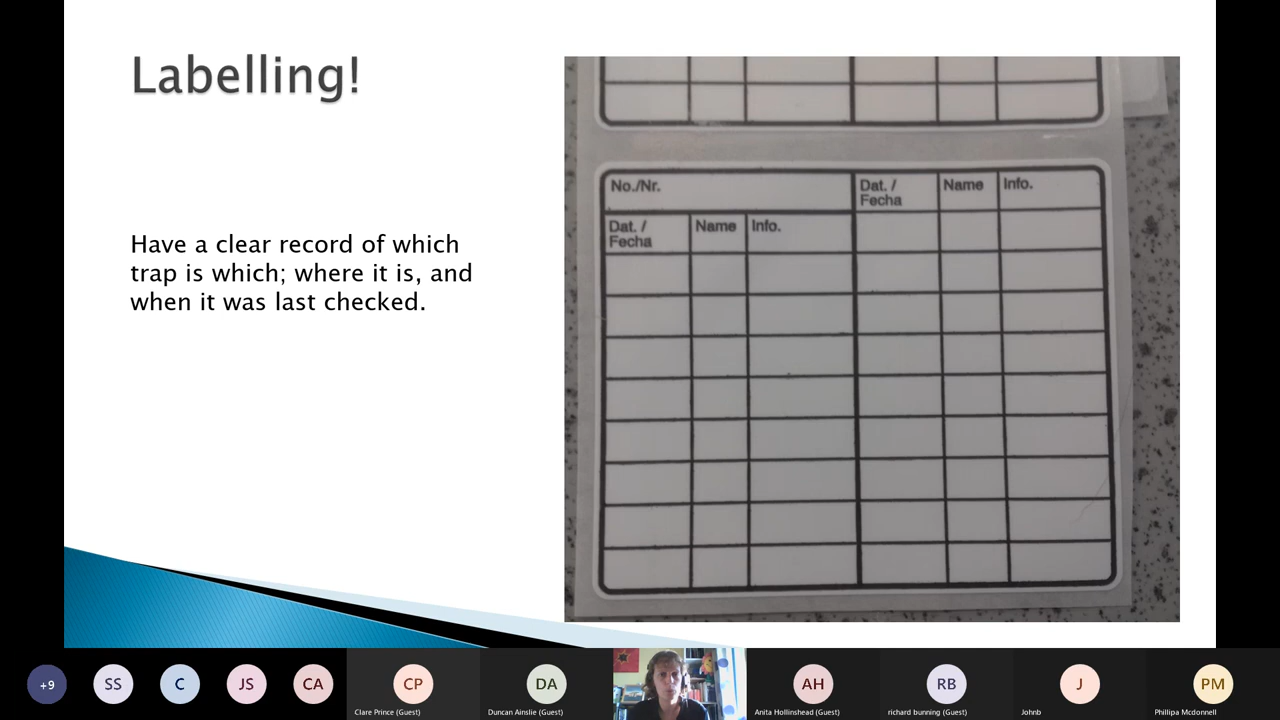 Labelling!
Have a clear record of which
trap is which; where it is, and
when it was last checked.
No./Nr.
Dat. /
Fecha
Name
Info.
Dat. /
Fecha
Name
Info.
+9
SS
C
JS
CA
CP
Clare Prince (Guest)
DA
Duncan Ainslie (Guest)
AH
Anita Hollinshead (Guest)
RB
richard bunning (Guest)
J
Johnb
PM
Phillipa Mcdonnell